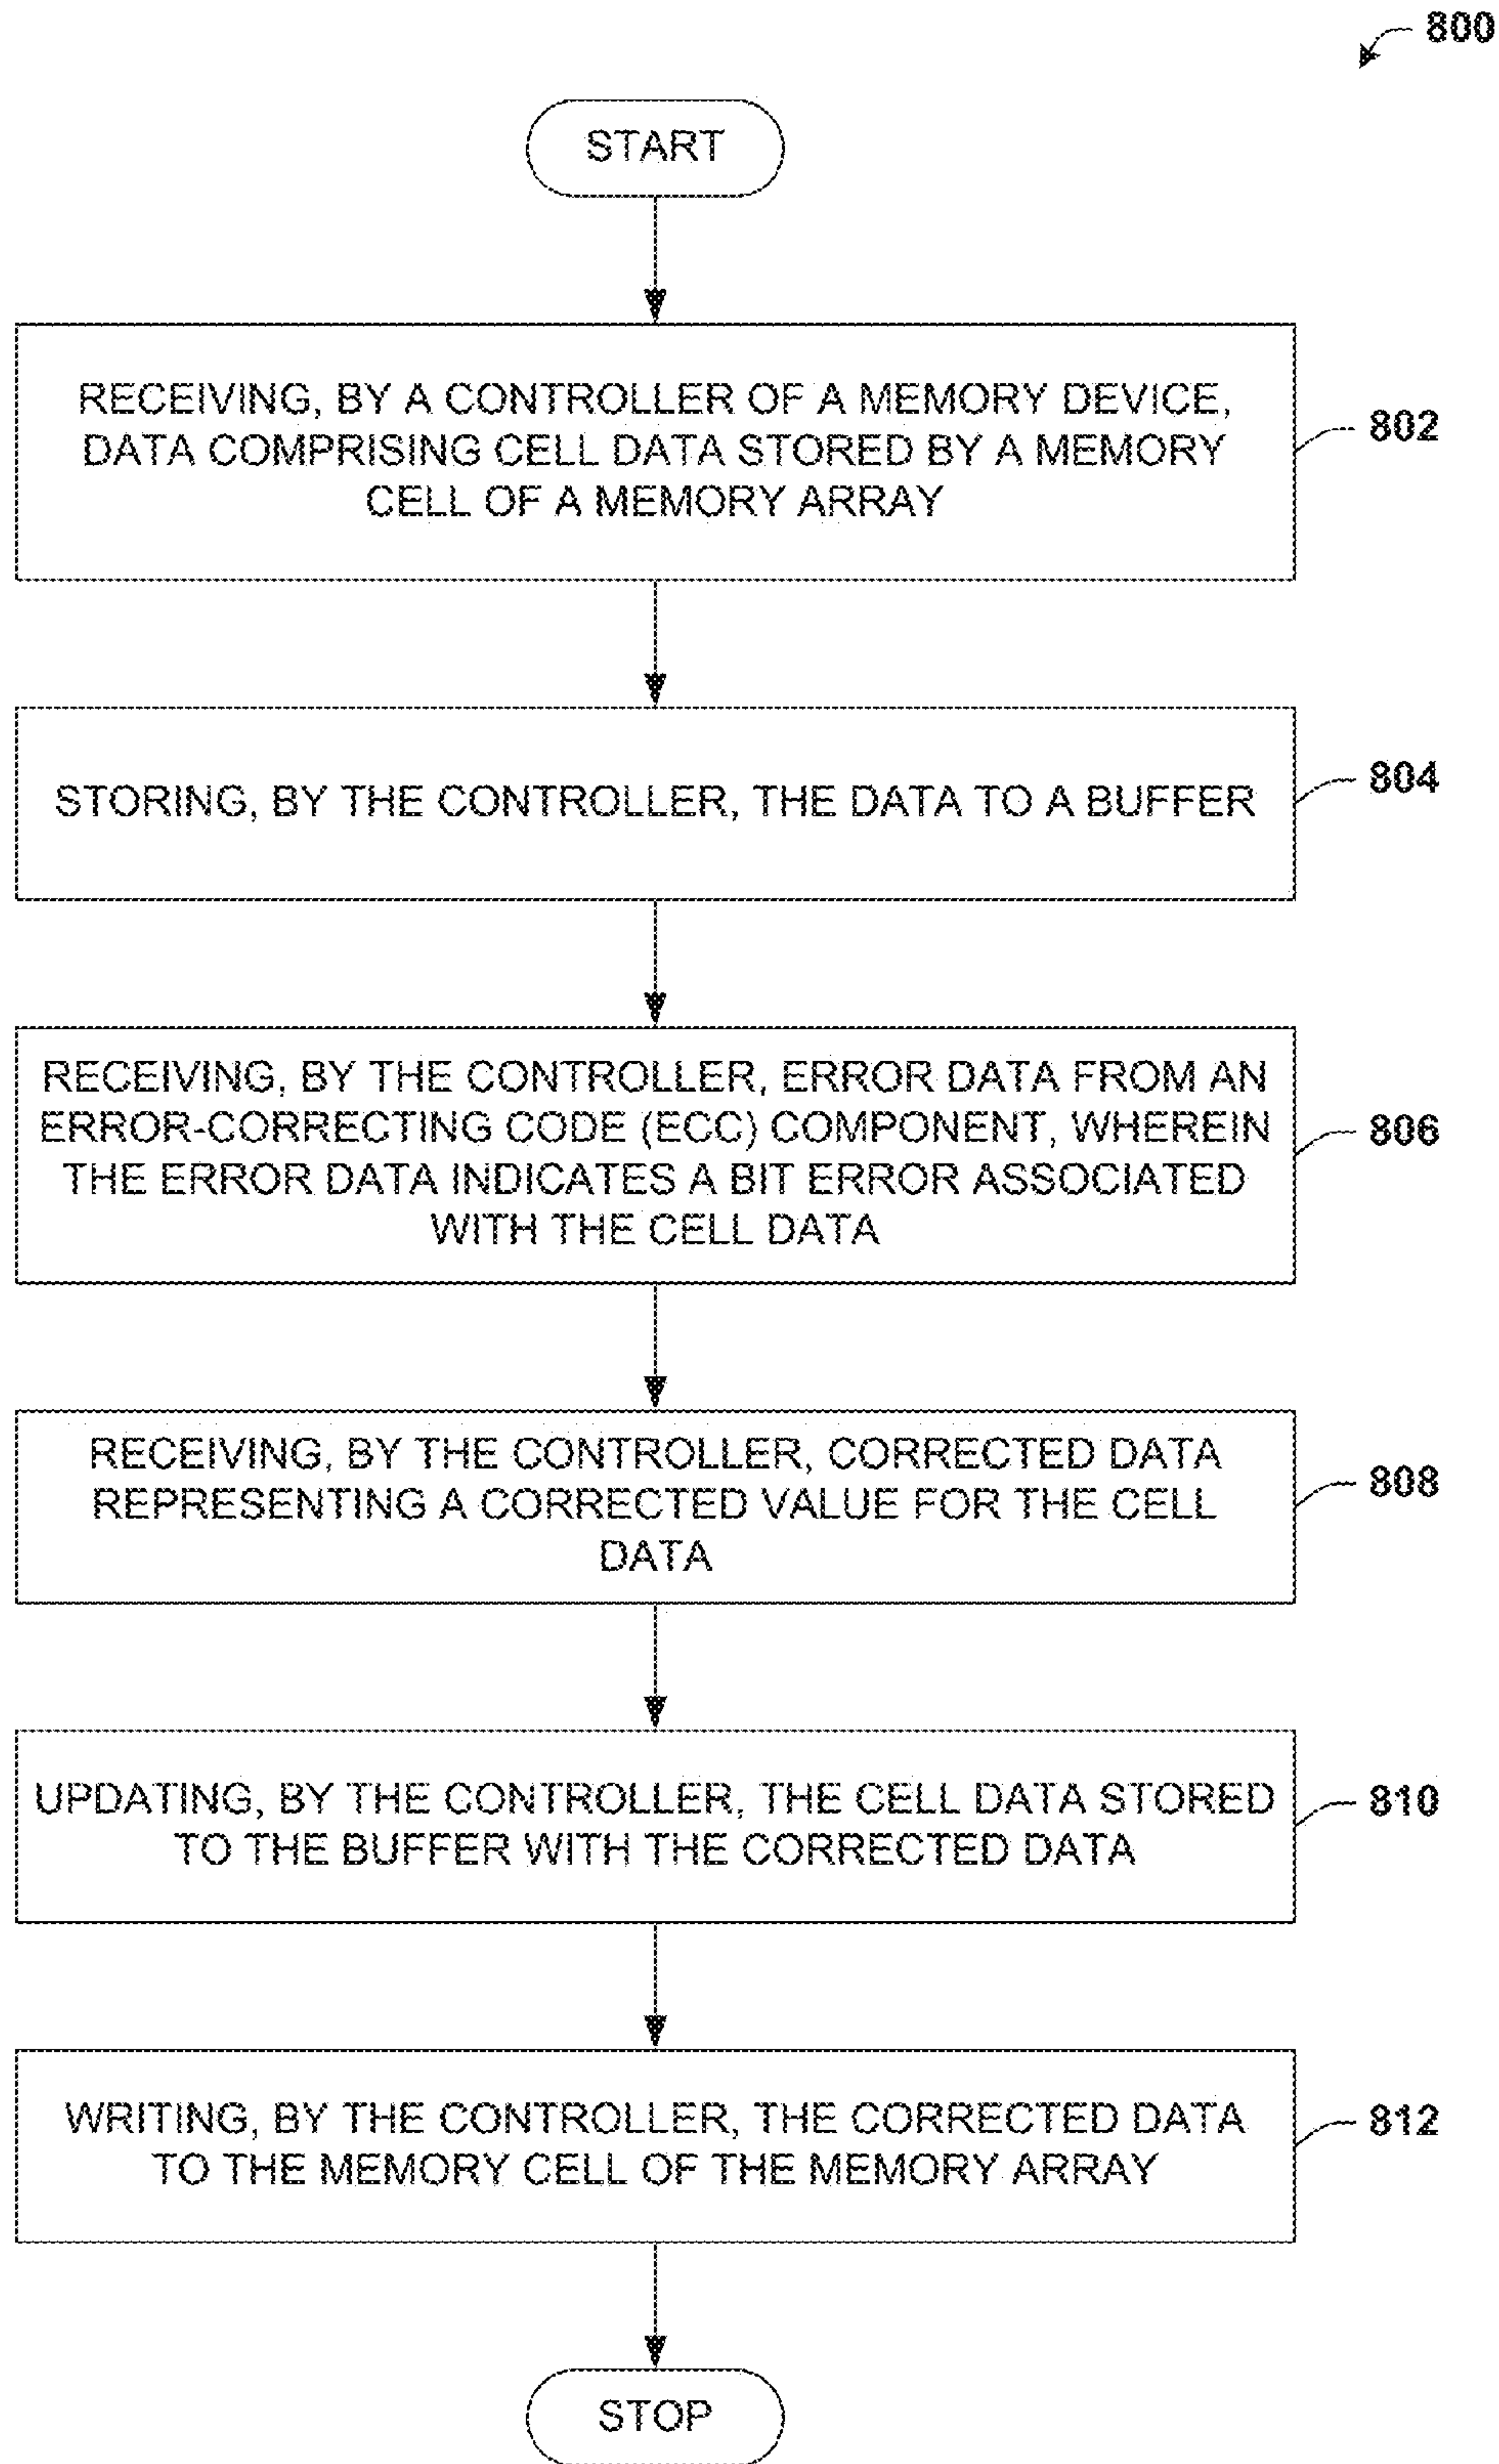 800
START
RECEIVING, BY A CONTROLLER OF A MEMORY DEVICE,
DATA COMPRISING CELL DATA STORED BY A MEMORY
CELL OF A MEMORY ARRAY
802
STORING, BY THE CONTROLLER, THE DATA TO A BUFFER
804
RECEIVING, BY THE CONTROLLER, ERROR DATA FROM AN
ERROR-CORRECTING CODE (ECC) COMPONENT, WHEREIN
THE ERROR DATA INDICATES A BIT ERROR ASSOCIATED
WITH THE CELL DATA
806
RECEIVING, BY THE CONTROLLER, CORRECTED DATA
REPRESENTING A CORRECTED VALUE FOR THE CELL
DATA
808
UPDATING, BY THE CONTROLLER, THE CELL DATA STORED
TO THE BUFFER WITH THE CORRECTED DATA
810
WRITING, BY THE CONTROLLER, THE CORRECTED DATA
TO THE MEMORY CELL OF THE MEMORY ARRAY
812
STOP